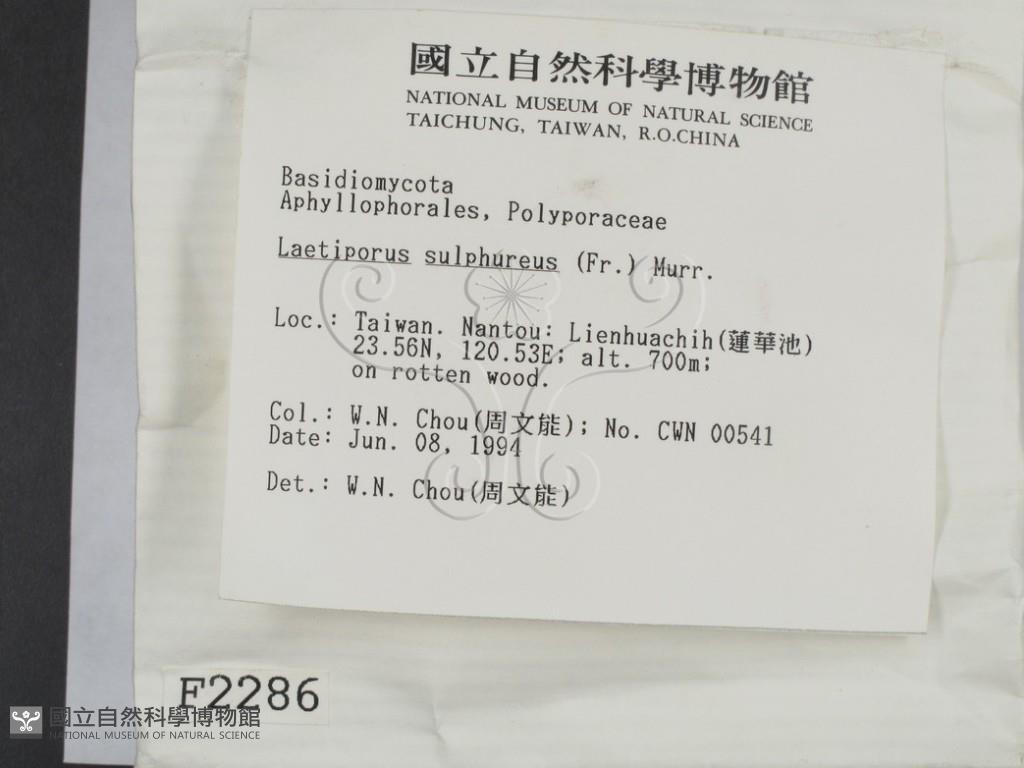 國立自然科學博物館
NATIONAL MUSEUM OF NATURAL SCIENCE
TAICHUNG, TAIWAN, R.O.CHINA
Basidiomycota
Aphyllophorales, Polyporaceae
Laetiporus sulphureus (Fr.) Murr.
Loc.: Taiwan. Nantou: Lienhuachih(蓮華池)
23.56N, 120.53E; alt. 700m;
on rotten wood.
Col.: W.N. Chou(周文能); No. CWN 00541
Date: Jun. 08, 1994
Det.: W.N. Chou(周文能)
F2286
國立自然科學博物館
NATIONAL MUSEUM OF NATURAL SCIENCE